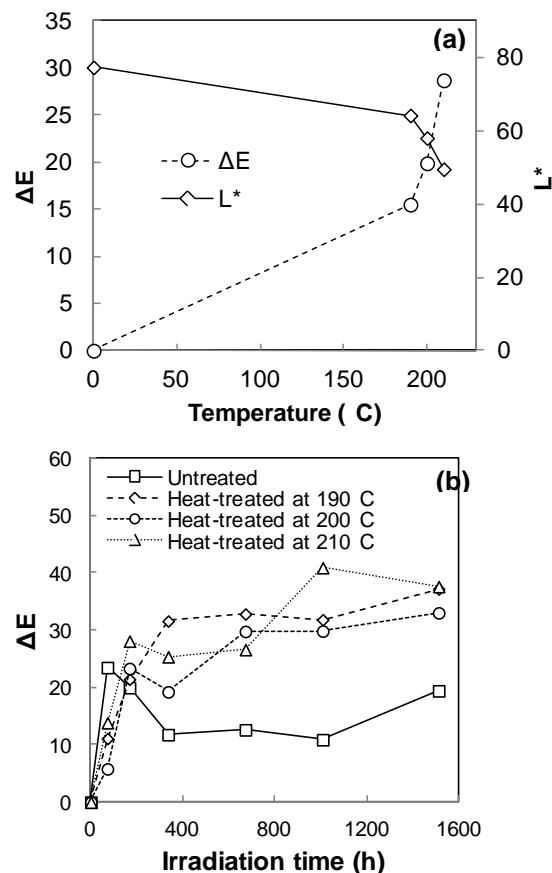 (a)
35
30
25
20
15
10
5
0
ΔE
80
60
40
20
0
L*
ΔE
L*
0 50 100 150 200
Temperature ( C)
(b)
60
50
40
30
20
10
0
ΔE
Untreated
Heat-treated at 190 C
Heat-treated at 200 C
Heat-treated at 210 C
0 400 800 1200 1600
Irradiation time (h)